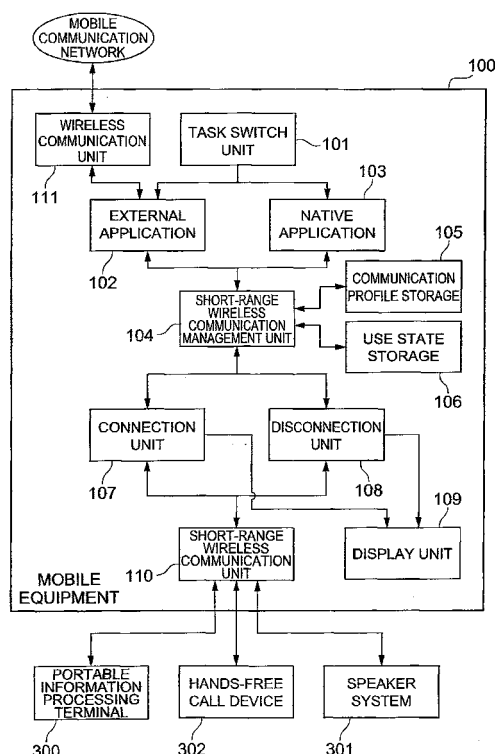 MOBILE
COMMUNICATION
NETWORK
100
WIRELESS
COMMUNICATION
UNIT
111
TASK SWITCH
UNIT
101
103
EXTERNAL
APPLICATION
102
NATIVE
APPLICATION
105
SHORT-RANGE
WIRELESS
COMMUNICATION
MANAGEMENT UNIT
104
COMMUNICATION
PROFILE STORAGE
USE STATE
STORAGE
106
CONNECTION
UNIT
107
DISCONNECTION
UNIT
108
109
SHORT-RANGE
WIRELESS
COMMUNICATION
UNIT
110
DISPLAY UNIT
MOBILE
EQUIPMENT
PORTABLE
INFORMATION
PROCESSING
TERMINAL
300
HANDS-FREE
CALL DEVICE
302
SPEAKER
SYSTEM
301